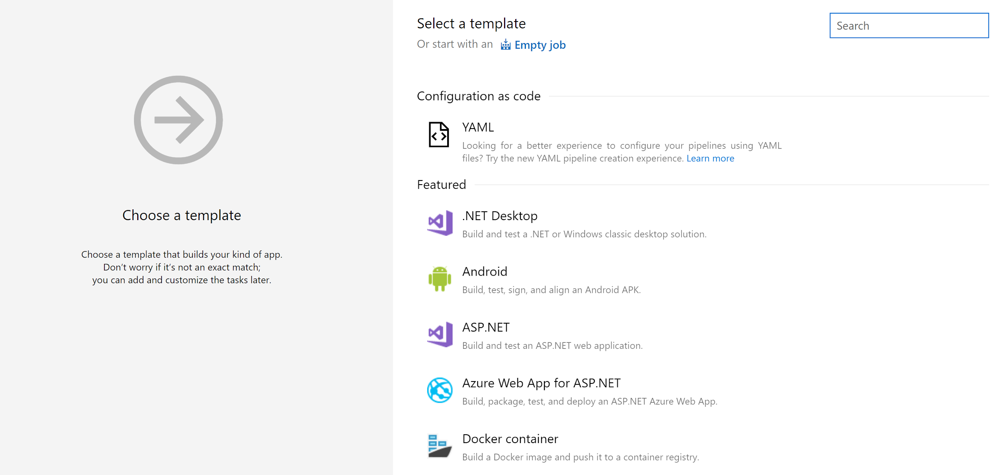 Choose a template
Choose a template that builds your kind of app.
Don’t worry if it’s not an exact match;
you can add and customize the tasks later.
Select a template
Or start with an Empty job
Search
Configuration as code
YAML
Looking for a better experience to configure your pipelines using YAML
files? Try the new YAML pipeline creation experience. Learn more
Featured
.NET Desktop
Build and test a .NET or Windows classic desktop solution.
Android
Build, test, sign, and align an Android APK.
ASP.NET
Build and test an ASP.NET web application.
Azure Web App for ASP.NET
Build, package, test, and deploy an ASP.NET Azure Web App.
Docker container
Build a Docker image and push it to a container registry.